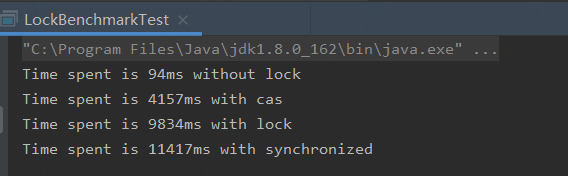 LockBenchmarkTest ×
"C:\Program Files\Java\jdk1.8.0_162\bin\java.exe" ...
Time spent is 94ms without lock
Time spent is 4157ms with cas
Time spent is 9834ms with lock
Time spent is 11417ms with synchronized